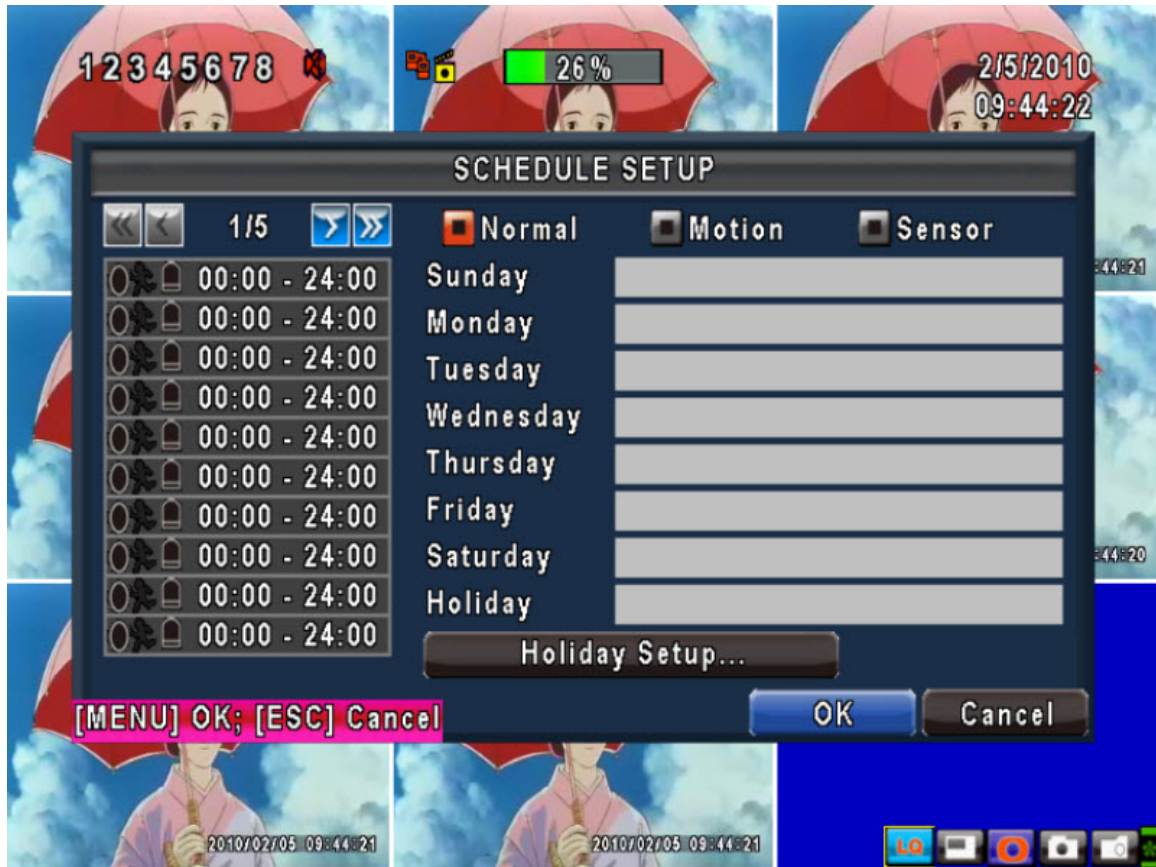 12345678
26%
2/5/2010
09:44:22
SCHEDULE SETUP
1/5
Normal
Motion
Sensor
00:00 - 24:00
00:00 - 24:00
00:00 - 24:00
00:00 - 24:00
00:00 - 24:00
00:00 - 24:00
00:00 - 24:00
00:00 - 24:00
00:00 - 24:00
00:00 - 24:00
Sunday
Monday
Tuesday
Wednesday
Thursday
Friday
Saturday
Holiday
:44:21
:44:20
Holiday Setup...
[MENU] OK; [ESC] Cancel
OK
Cancel
2010/02/05 09:44:21
2010/02/05 09:44:21
LQ